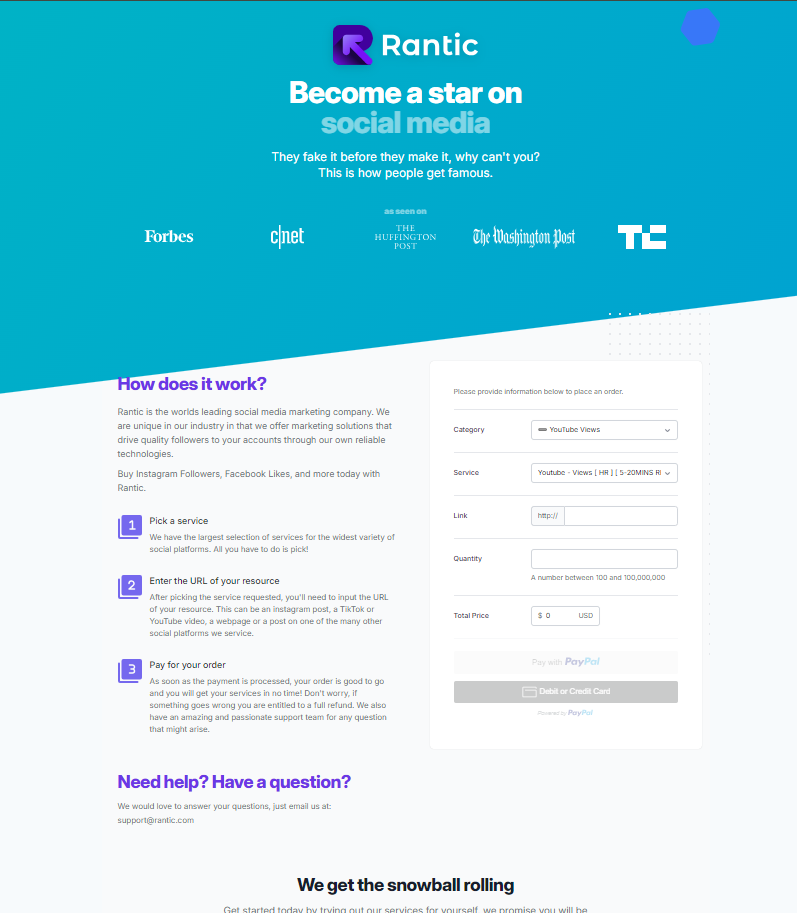 Rantic
Become a star on
social media
They fake it before they make it, why can't you?
This is how people get famous.
as seen on
Forbes
c|net
THE
HUFFINGTON
POST
The Washington Post
TC
How does it work?
Rantic is the worlds leading social media marketing company. We
are unique in our industry in that we offer marketing solutions that
drive quality followers to your accounts through our own reliable
technologies.
Buy Instagram Followers, Facebook Likes, and more today with
Rantic.
1
Pick a service
We have the largest selection of services for the widest variety of
social platforms. All you have to do is pick!
2
Enter the URL of your resource
After picking the service requested, you'll need to input the URL
of your resource. This can be an instagram post, a TikTok or
YouTube video, a webpage or a post on one of the many other
social platforms we service.
3
Pay for your order
As soon as the payment is processed, your order is good to go
and you will get your services in no time! Don't worry, if
something goes wrong you are entitled to a full refund. We also
have an amazing and passionate support team for any question
that might arise.
Please provide information below to place an order.
Category
YouTube Views
Service
Youtube - Views [ HR ] [ 5-20MINS R
Link
http://
Quantity
A number between 100 and 100,000,000
Total Price
$ 0 USD
Pay with PayPal
Debit or Credit Card
Powered by PayPal
Need help? Have a question?
We would love to answer your questions, just email us at:
support@rantic.com
We get the snowball rolling
Get started today by trying out our services for yourself, we promise you will be